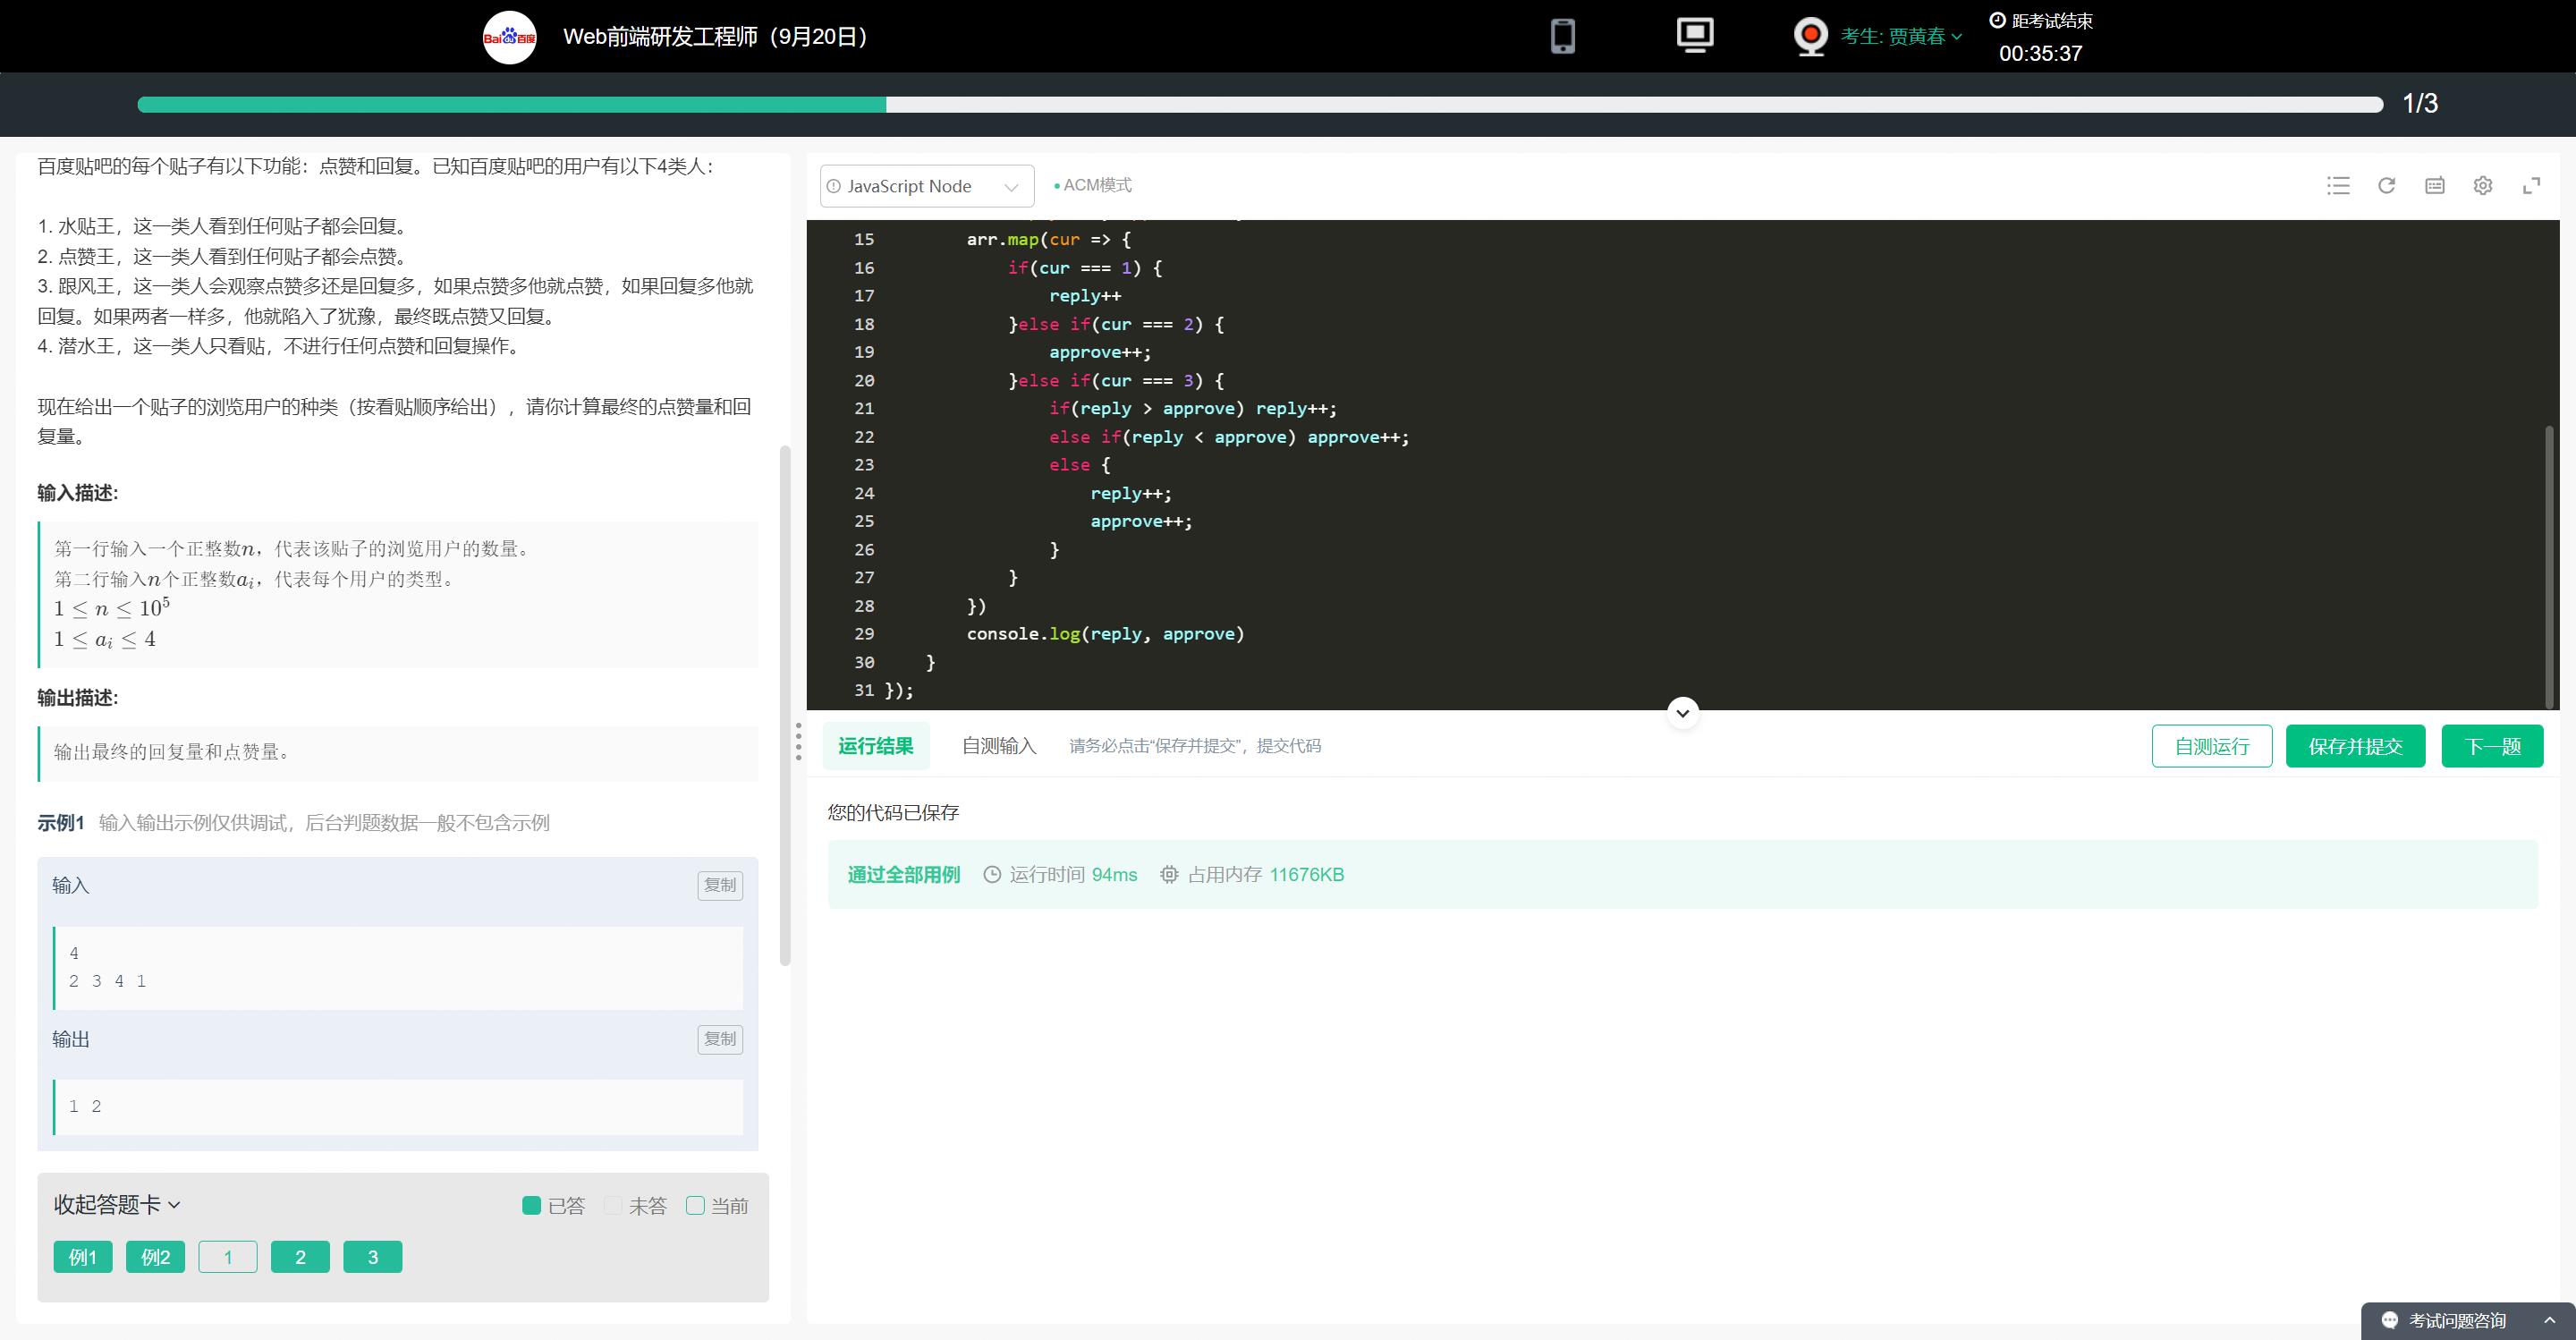 Bai百度
Web前端研发工程师（9月20日）
考生: 贾黄春
距考试结束
00:35:37
1/3
百度贴吧的每个贴子有以下功能：点赞和回复。已知百度贴吧的用户有以下4类人：
1. 水贴王，这一类人看到任何贴子都会回复。
2. 点赞王，这一类人看到任何贴子都会点赞。
3. 跟风王，这一类人会观察点赞多还是回复多，如果点赞多他就点赞，如果回复多他就
回复。如果两者一样多，他就陷入了犹豫，最终既点赞又回复。
4. 潜水王，这一类人只看贴，不进行任何点赞和回复操作。
现在给出一个贴子的浏览用户的种类（按看贴顺序给出），请你计算最终的点赞量和回
复量。
输入描述:
第一行输入一个正整数n，代表该贴子的浏览用户的数量。
第二行输入n个正整数aᵢ，代表每个用户的类型。
1 ≤ n ≤ 10⁵
1 ≤ aᵢ ≤ 4
输出描述:
输出最终的回复量和点赞量。
示例1 输入输出示例仅供调试，后台判题数据一般不包含示例
输入
复制
4
2 3 4 1
输出
复制
1 2
收起答题卡
已答 未答 当前
例1 例2 1 2 3
JavaScript Node
ACM模式
15 arr.map(cur => {
16 if(cur === 1) {
17 reply++
18 }else if(cur === 2) {
19 approve++;
20 }else if(cur === 3) {
21 if(reply > approve) reply++;
22 else if(reply < approve) approve++;
23 else {
24 reply++;
25 approve++;
26 }
27 }
28 })
29 console.log(reply, approve)
30 }
31 });
运行结果 自测输入 请务必点击“保存并提交”，提交代码
自测运行 保存并提交 下一题
您的代码已保存
通过全部用例 运行时间 94ms 占用内存 11676KB
考试问题咨询